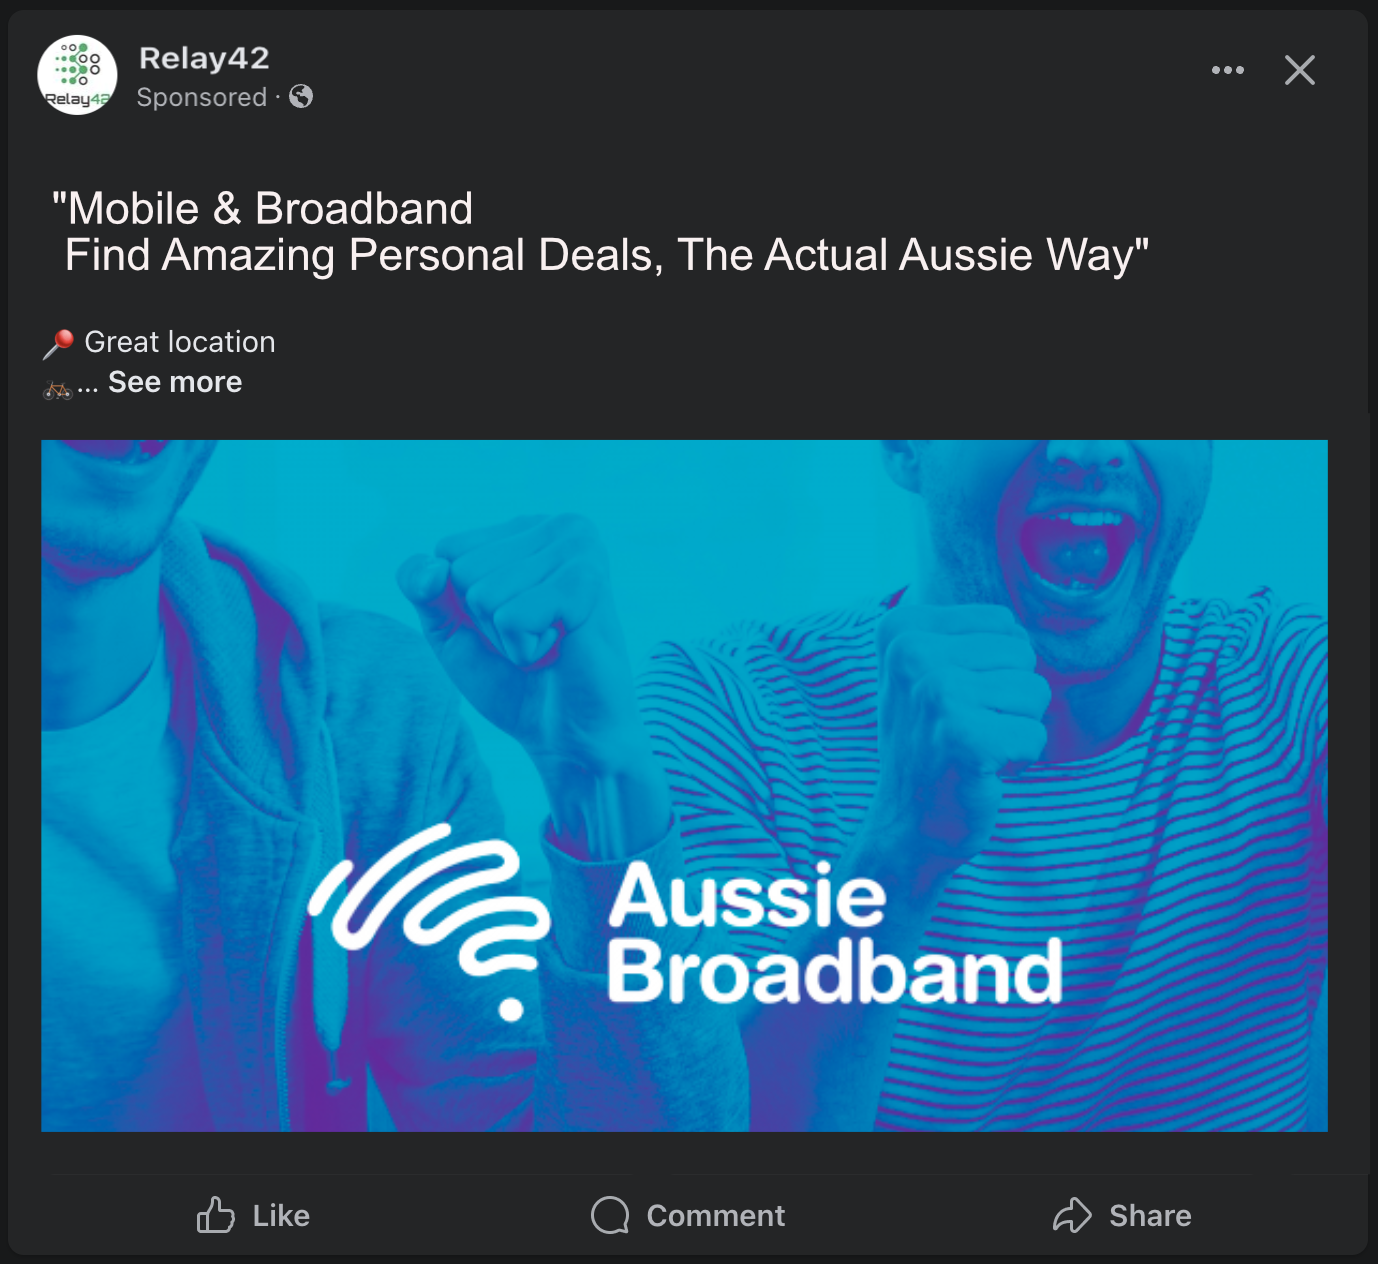 Relay42
Relay42
Sponsored ·
"Mobile & Broadband
Find Amazing Personal Deals, The Actual Aussie Way"
Great location
... See more
Aussie
Broadband
Like
Comment
Share